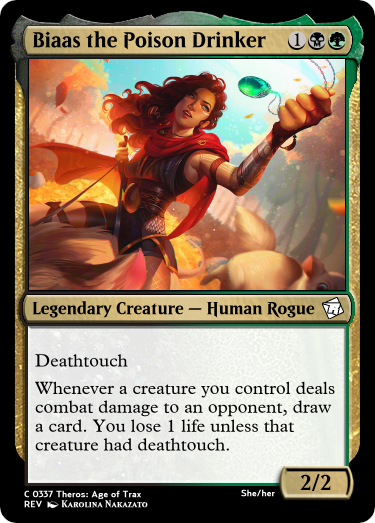 Biaas the Poison Drinker 1
Legendary Creature — Human Rogue
Deathtouch
Whenever a creature you control deals
combat damage to an opponent, draw
a card. You lose 1 life unless that
creature had deathtouch.
2/2
C 0337 Theros: Age of Trax She/her
REV Karolina Nakazato